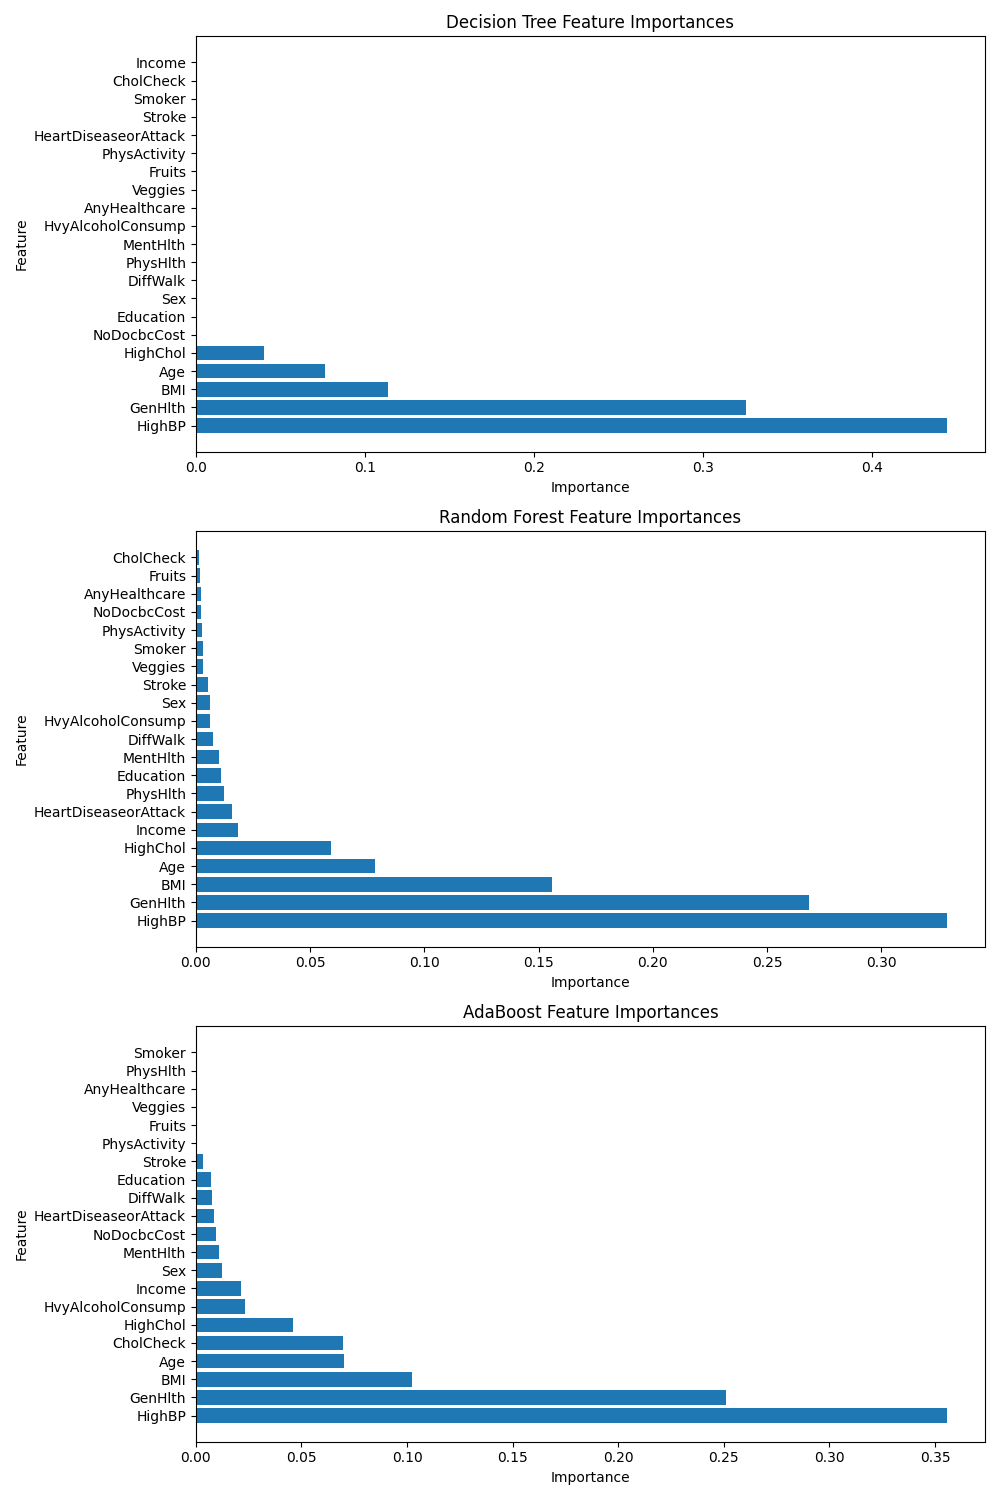 Decision Tree Feature Importances
Income
CholCheck
Smoker
Stroke
HeartDiseaseorAttack
PhysActivity
Fruits
Veggies
AnyHealthcare
HvyAlcoholConsump
MentHlth
PhysHlth
DiffWalk
Sex
Education
NoDocbcCost
HighChol
Age
BMI
GenHlth
HighBP
Feature
0.0 0.1 0.2 0.3 0.4
Importance
Random Forest Feature Importances
CholCheck
Fruits
AnyHealthcare
NoDocbcCost
PhysActivity
Smoker
Veggies
Stroke
Sex
HvyAlcoholConsump
DiffWalk
MentHlth
Education
PhysHlth
HeartDiseaseorAttack
Income
HighChol
Age
BMI
GenHlth
HighBP
Feature
0.00 0.05 0.10 0.15 0.20 0.25 0.30
Importance
AdaBoost Feature Importances
Smoker
PhysHlth
AnyHealthcare
Veggies
Fruits
PhysActivity
Stroke
Education
DiffWalk
HeartDiseaseorAttack
NoDocbcCost
MentHlth
Sex
Income
HvyAlcoholConsump
HighChol
CholCheck
Age
BMI
GenHlth
HighBP
Feature
0.00 0.05 0.10 0.15 0.20 0.25 0.30 0.35
Importance